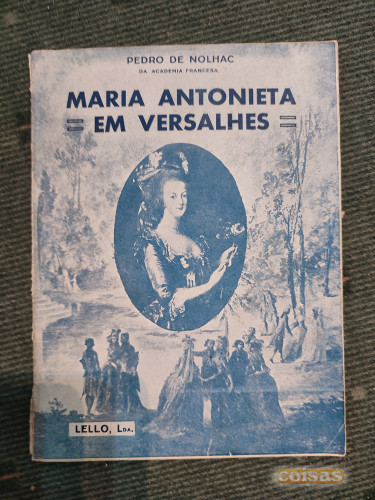 PEDRO DE NOLHAC
DA ACADEMIA FRANCESA
MARIA ANTONIETA
= EM VERSALHES =
LELLO, LDA.
coisas